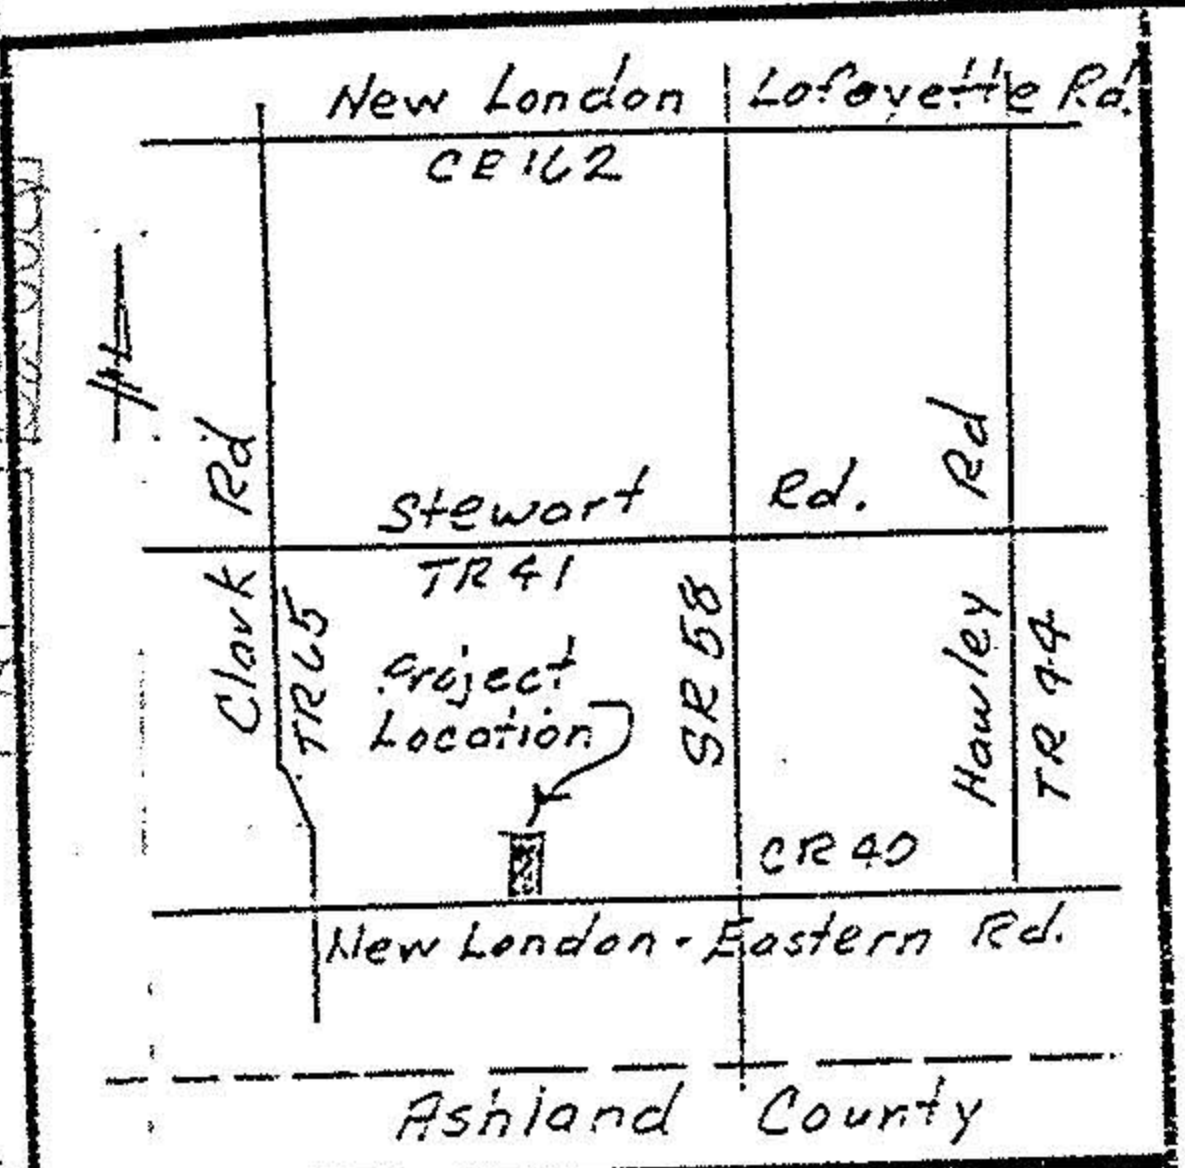 New London Lafayette Rd.
CR 162
Clark Rd
TR 65
Stewart Rd.
TR 41
Hawley Rd
TR 44
SR 58
Project
Location
CR 40
New London - Eastern Rd.
Ashland County